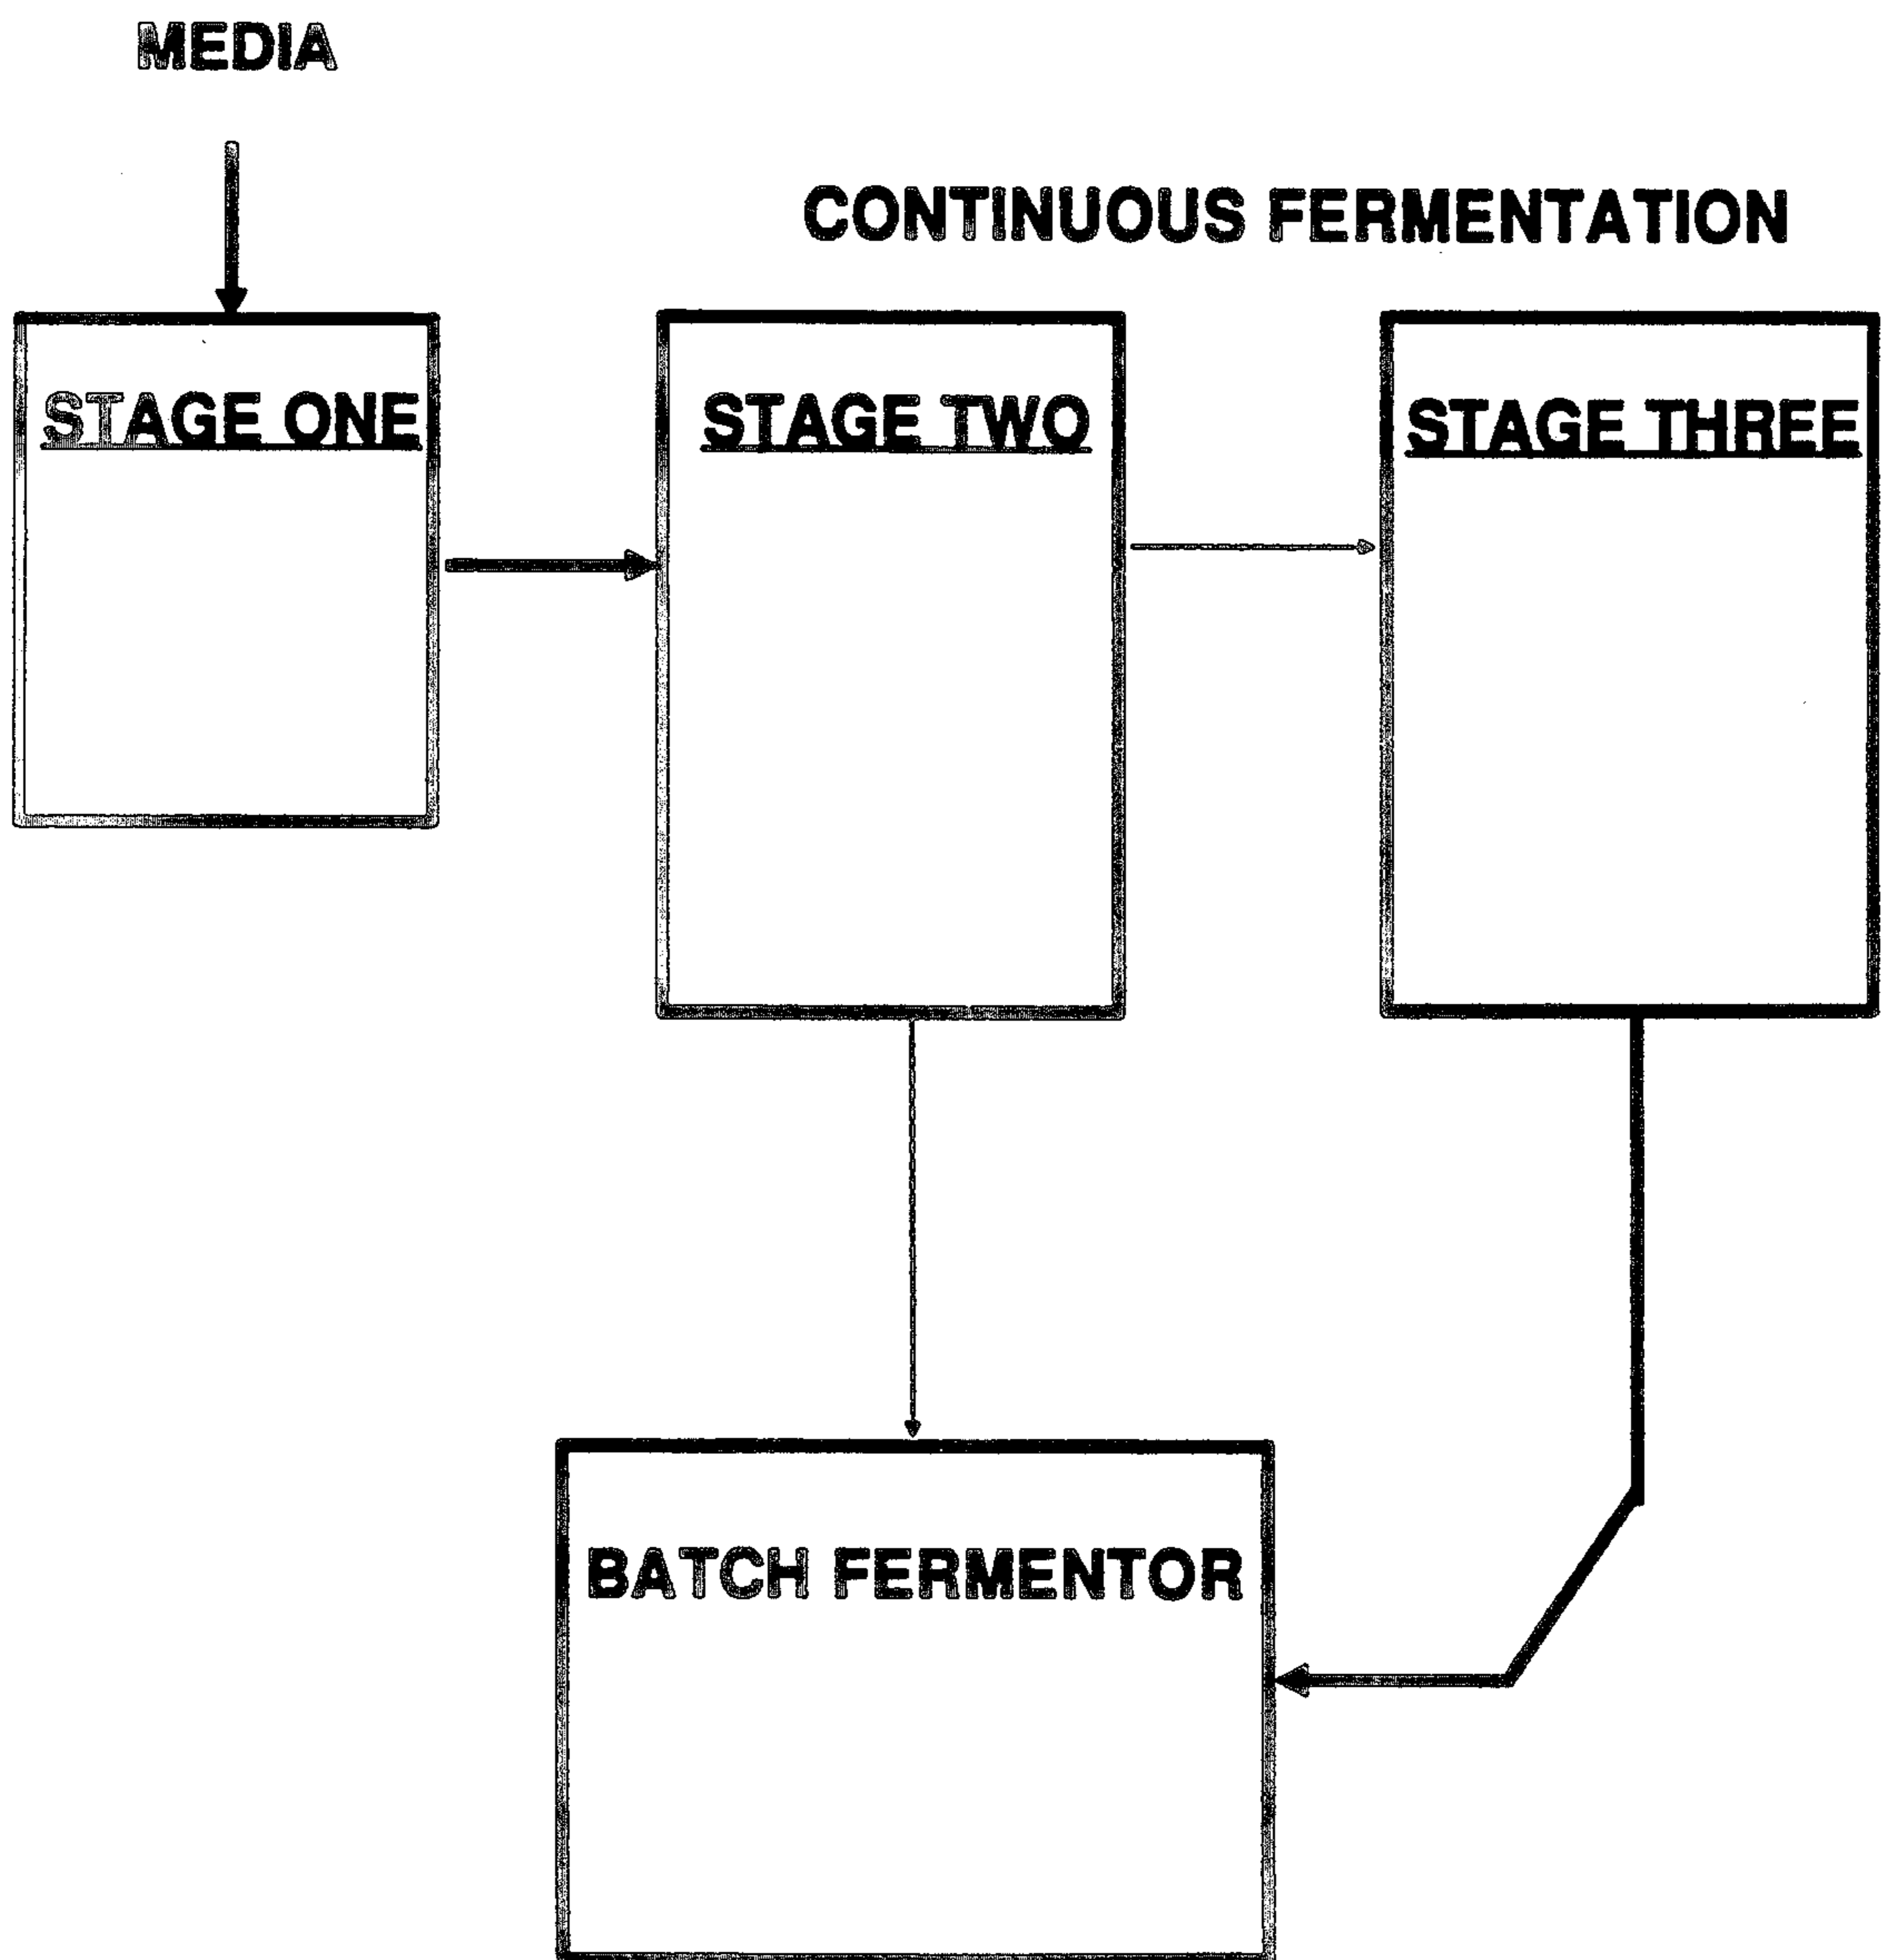 MEDIA
CONTINUOUS FERMENTATION
STAGE ONE
STAGE TWO
STAGE THREE
BATCH FERMENTOR